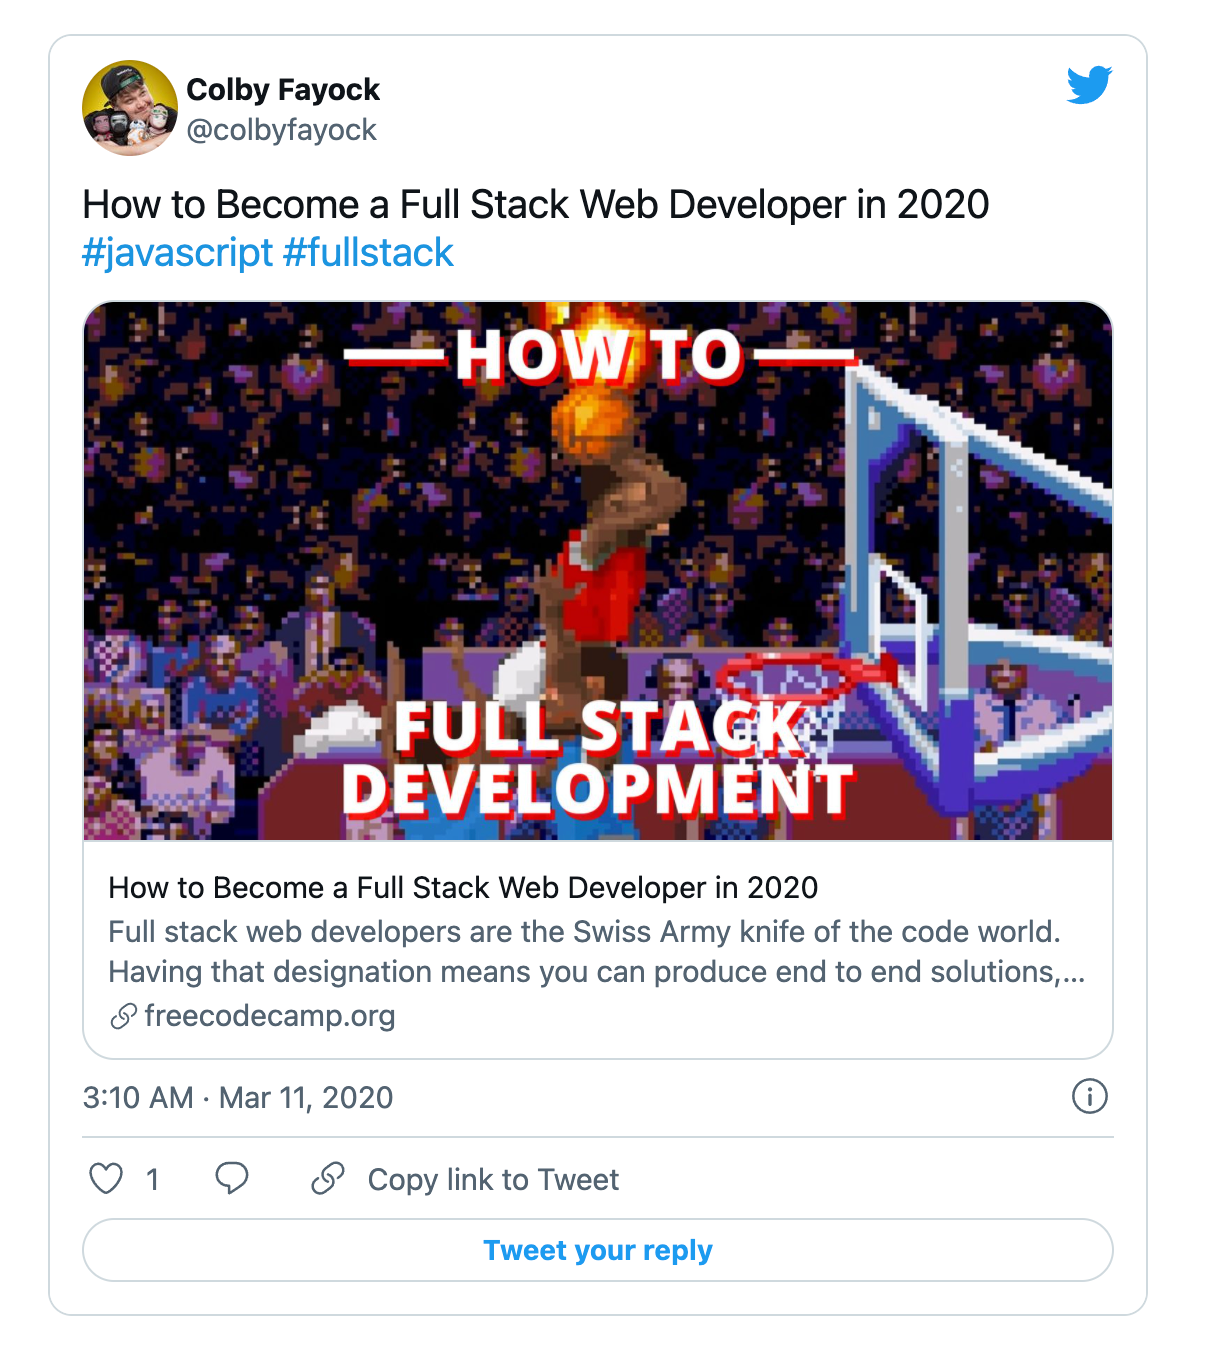 Colby Fayock
@colbyfayock
How to Become a Full Stack Web Developer in 2020
#javascript #fullstack
HOW TO
FULL STACK
DEVELOPMENT
How to Become a Full Stack Web Developer in 2020
Full stack web developers are the Swiss Army knife of the code world.
Having that designation means you can produce end to end solutions,...
freecodecamp.org
3:10 AM · Mar 11, 2020
1
Copy link to Tweet
Tweet your reply